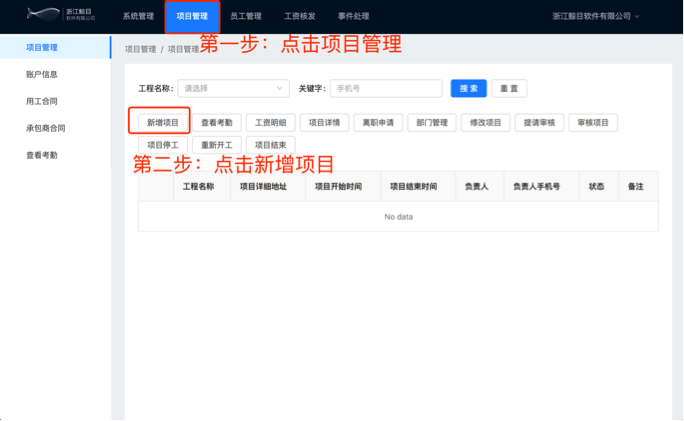 浙江鲸目
软件有限公司
系统管理 项目管理 员工管理 工资核发 事件处理 浙江鲸目软件有限公司
项目管理 项目管理 / 项目管理 第一步：点击项目管理
账户信息
工程名称: 请选择 关键字: 手机号 搜 索 重 置
用工合同
新增项目 查看考勤 工资明细 项目详情 离职申请 部门管理 修改项目 提请审核 审核项目
承包商合同
项目停工 重新开工 项目结束
查看考勤
第二步：点击新增项目
工程名称 项目详细地址 项目开始时间 项目结束时间 负责人 负责人手机号 状态 备注
No data